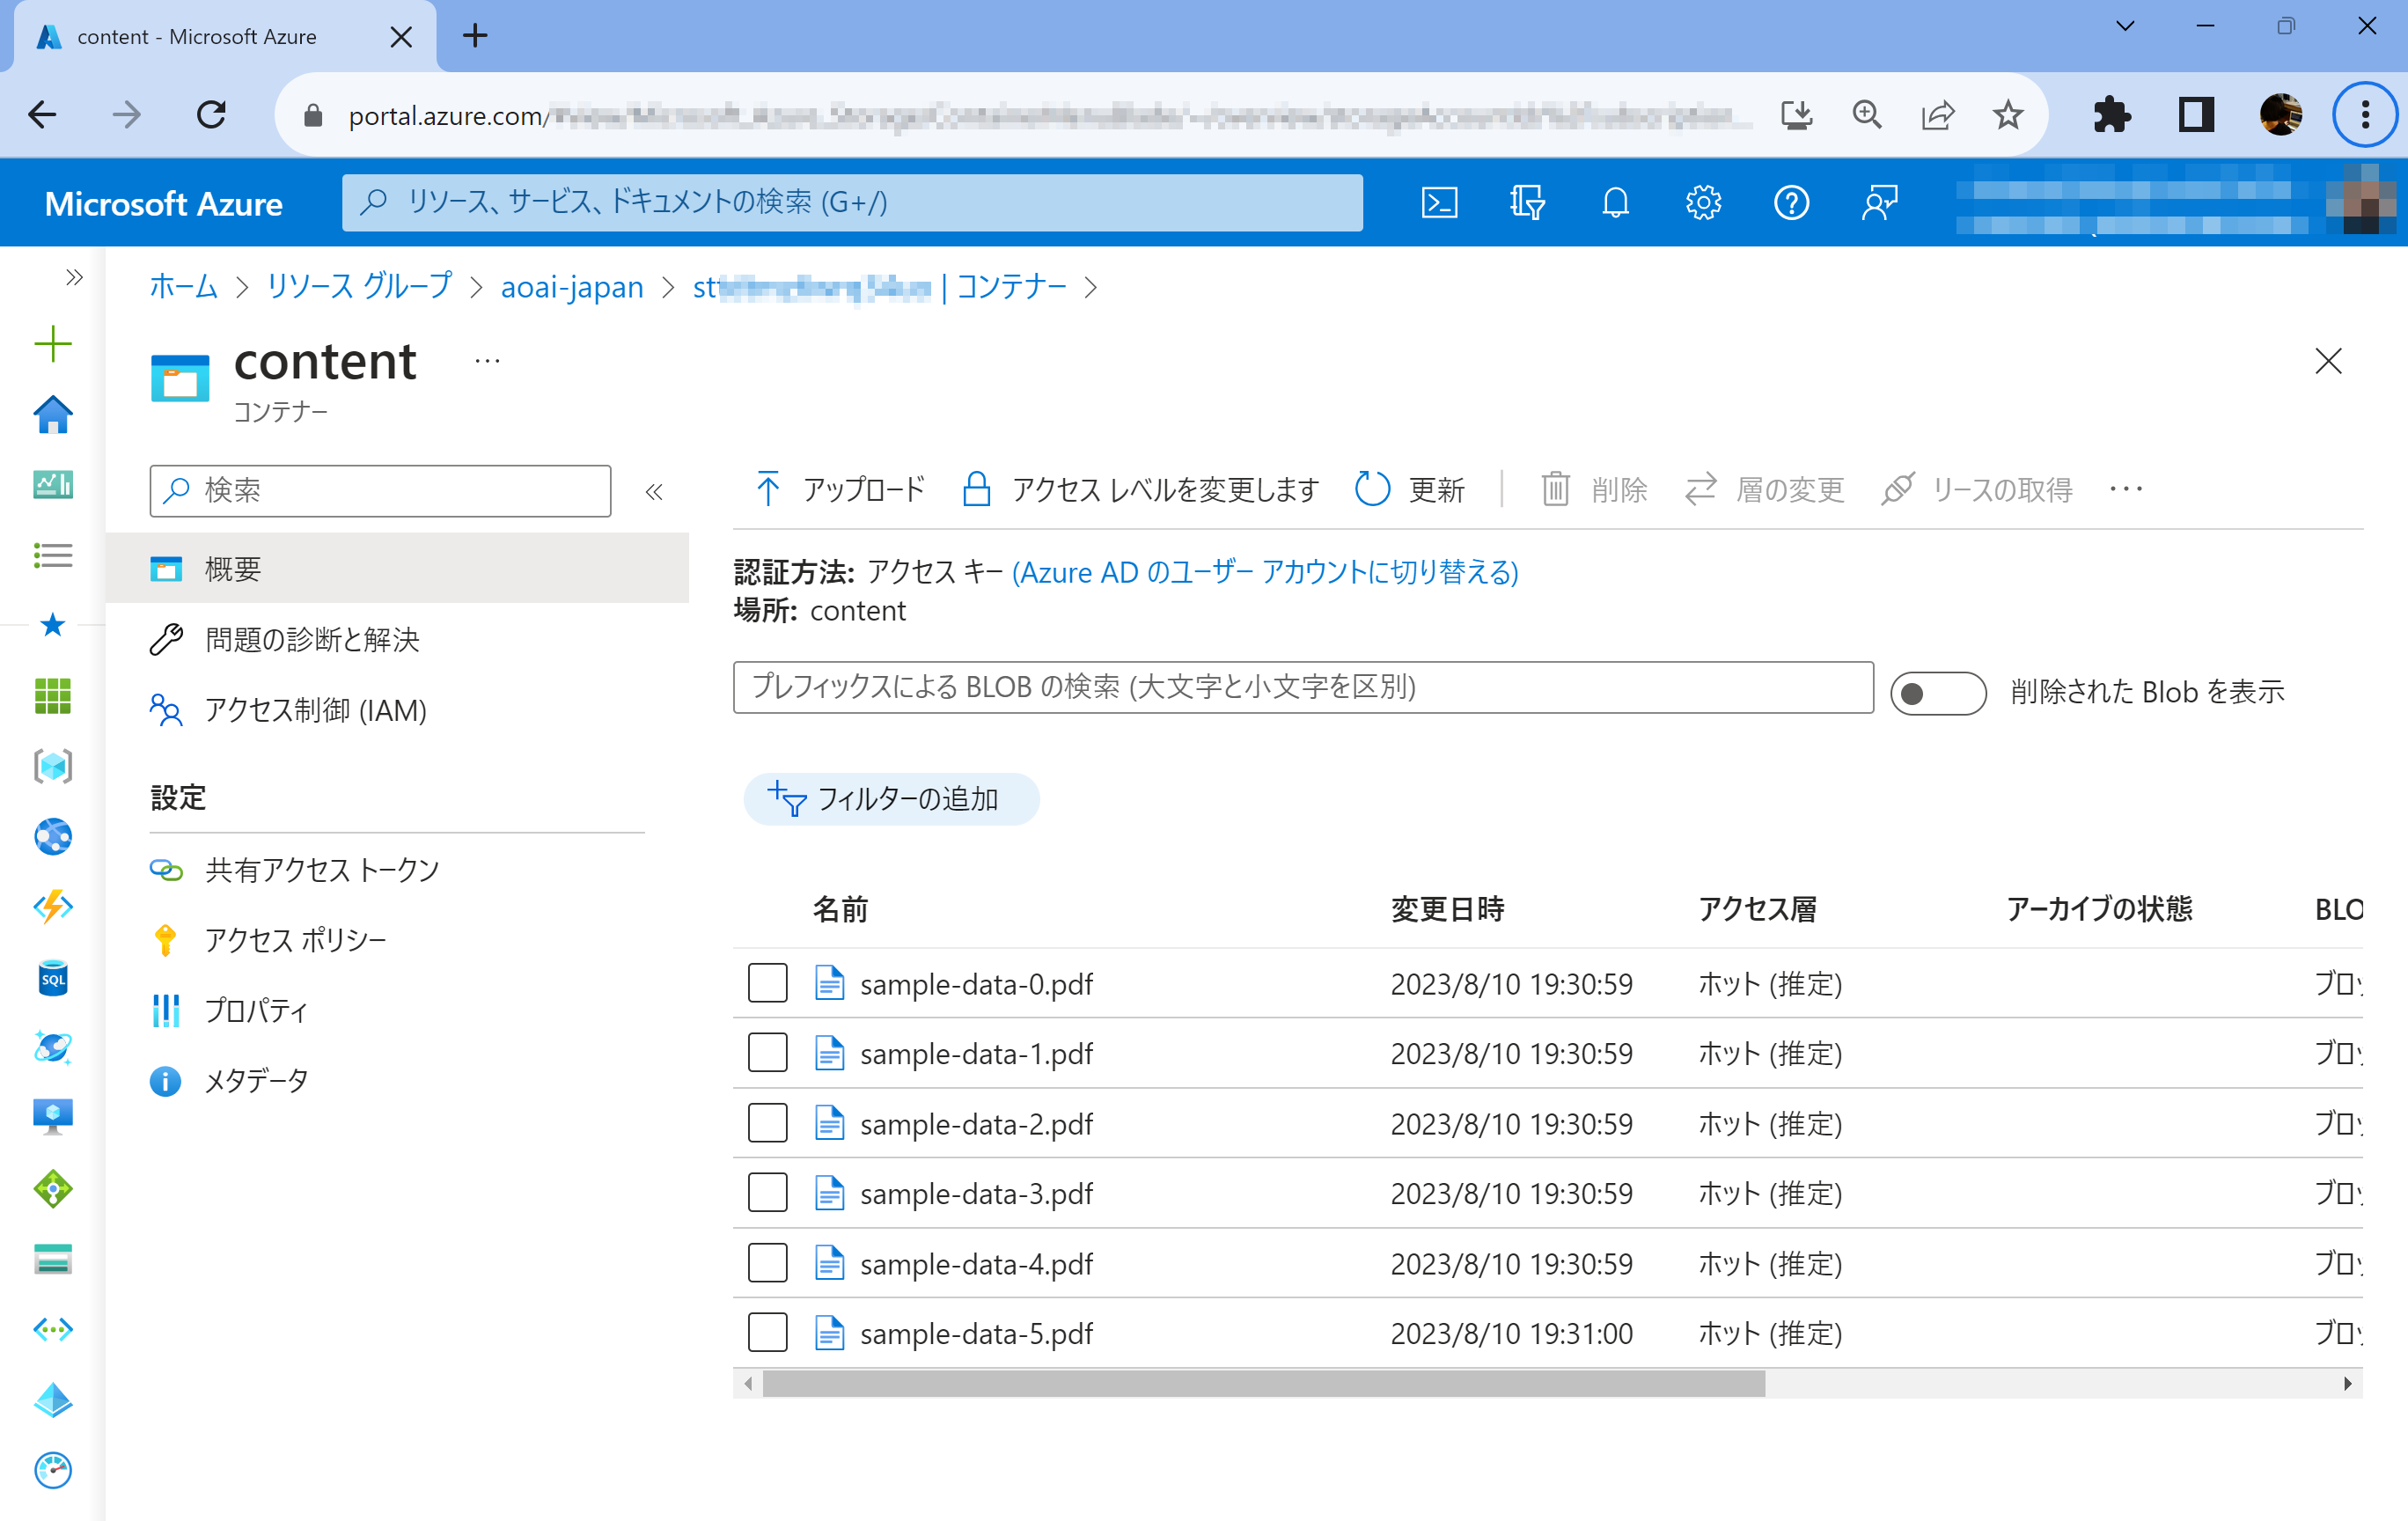 content - Microsoft Azure
portal.azure.com/
Microsoft Azure
リソース、サービス、ドキュメントの検索 (G+/)
ホーム > リソース グループ > aoai-japan > st | コンテナー >
content ...
コンテナー
検索
アップロード アクセス レベルを変更します 更新 削除 層の変更 リースの取得 ...
概要
問題の診断と解決
アクセス制御 (IAM)
設定
共有アクセス トークン
アクセス ポリシー
プロパティ
メタデータ
SQL
認証方法: アクセス キー (Azure AD のユーザー アカウントに切り替える)
場所: content
プレフィックスによる BLOB の検索 (大文字と小文字を区別)
削除された Blob を表示
フィルターの追加
名前 変更日時 アクセス層 アーカイブの状態 BLO
sample-data-0.pdf 2023/8/10 19:30:59 ホット (推定) ブロッ
sample-data-1.pdf 2023/8/10 19:30:59 ホット (推定) ブロッ
sample-data-2.pdf 2023/8/10 19:30:59 ホット (推定) ブロッ
sample-data-3.pdf 2023/8/10 19:30:59 ホット (推定) ブロッ
sample-data-4.pdf 2023/8/10 19:30:59 ホット (推定) ブロッ
sample-data-5.pdf 2023/8/10 19:31:00 ホット (推定) ブロッ